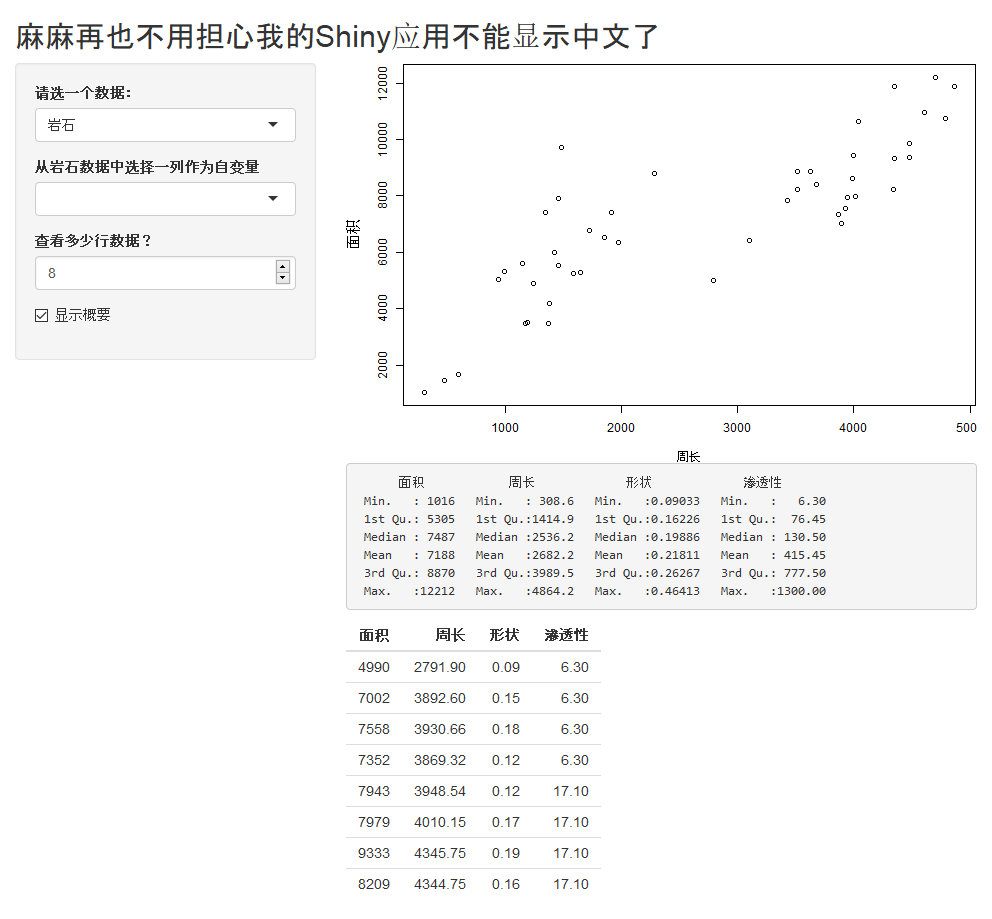 麻麻再也不用担心我的Shiny应用不能显示中文了
请选一个数据：
岩石
从岩石数据中选择一列作为自变量
查看多少行数据？
8
显示概要
12000
10000
8000
6000
4000
2000
面积
1000 2000 3000 4000 500
周长
面积 周长 形状 渗透性
Min. : 1016 Min. : 308.6 Min. :0.09033 Min. : 6.30
1st Qu.: 5305 1st Qu.:1414.9 1st Qu.:0.16226 1st Qu.: 76.45
Median : 7487 Median :2536.2 Median :0.19886 Median : 130.50
Mean : 7188 Mean :2682.2 Mean :0.21811 Mean : 415.45
3rd Qu.: 8870 3rd Qu.:3989.5 3rd Qu.:0.26267 3rd Qu.: 777.50
Max. :12212 Max. :4864.2 Max. :0.46413 Max. :1300.00
面积 周长 形状 渗透性
4990 2791.90 0.09 6.30
7002 3892.60 0.15 6.30
7558 3930.66 0.18 6.30
7352 3869.32 0.12 6.30
7943 3948.54 0.12 17.10
7979 4010.15 0.17 17.10
9333 4345.75 0.19 17.10
8209 4344.75 0.16 17.10